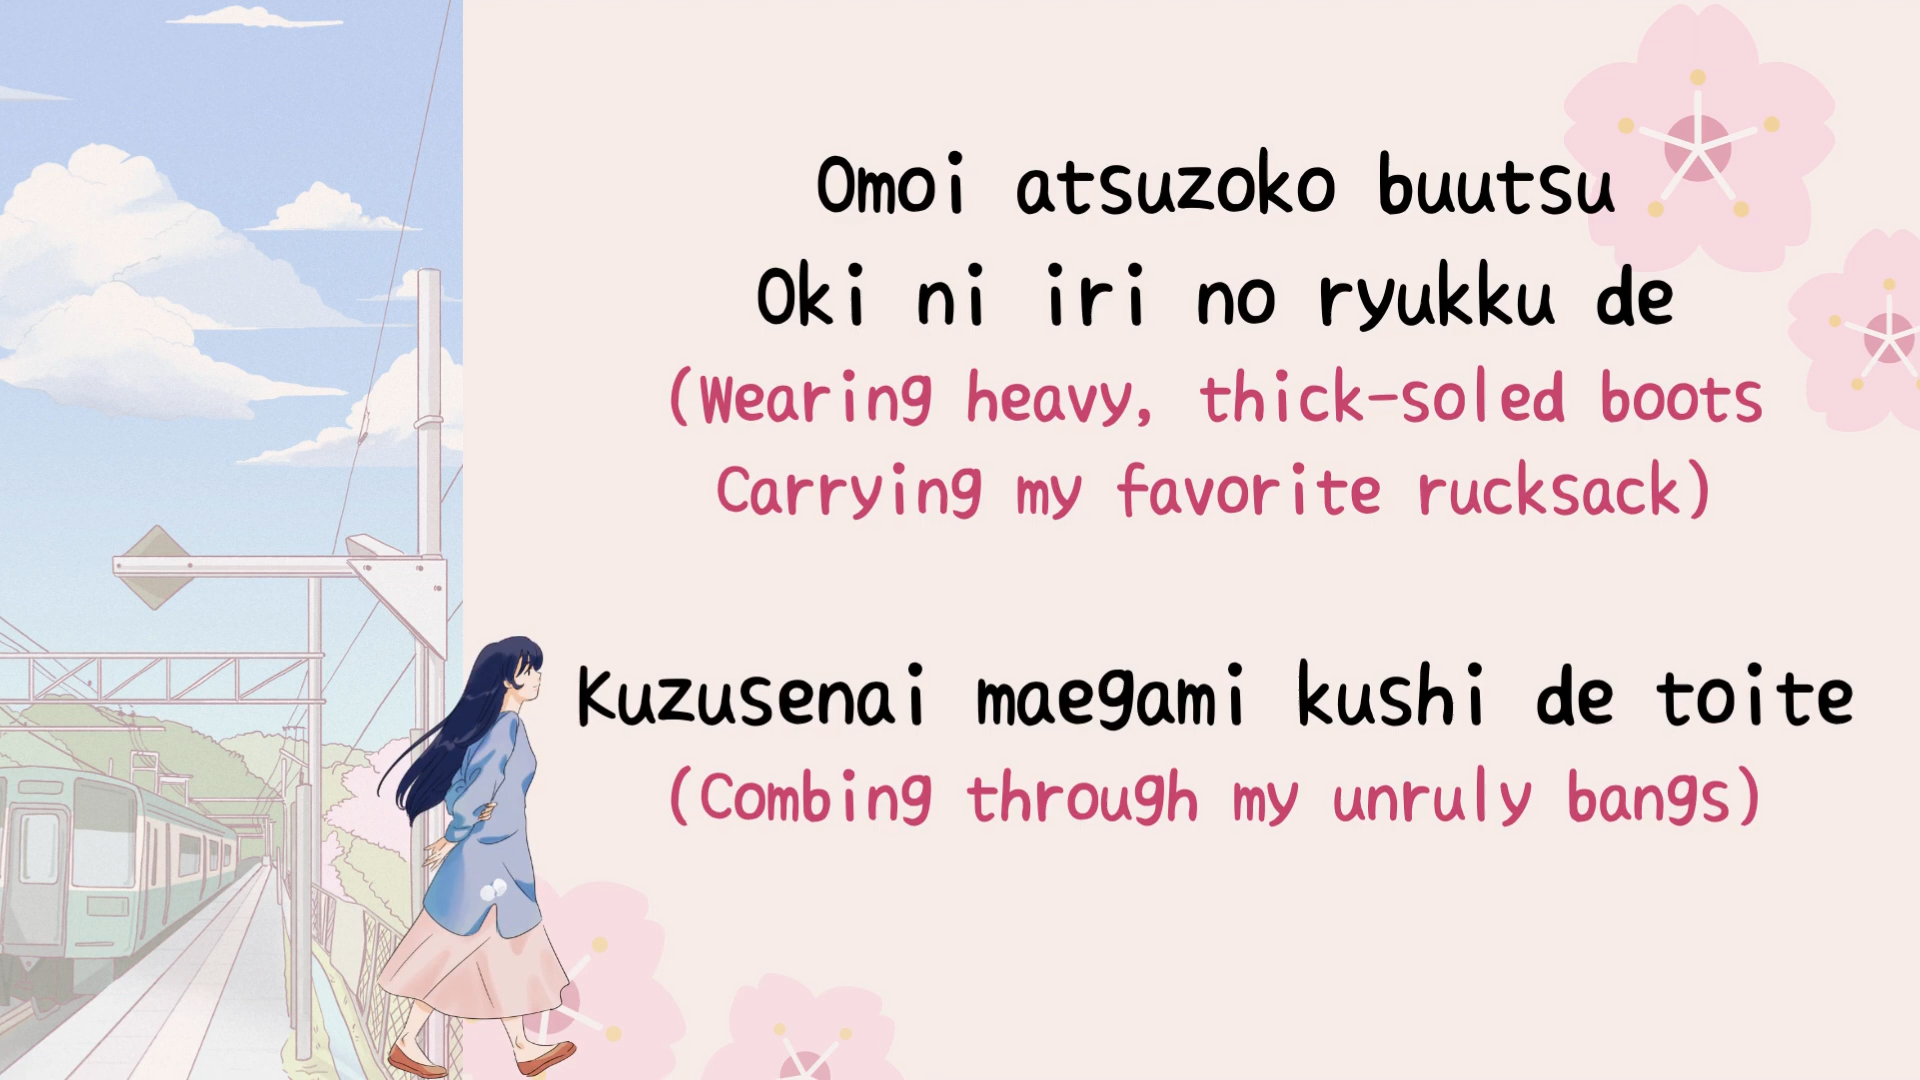 Omoi atsuzoko buutsu
Oki ni iri no ryukku de
(Wearing heavy, thick-soled boots
Carrying my favorite rucksack)
Kuzusenai maegami kushi de toite
(Combing through my unruly bangs)